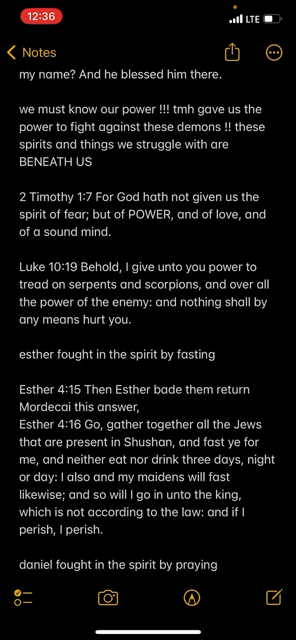 12:36
LTE
Notes
my name? And he blessed him there.
we must know our power !!! tmh gave us the
power to fight against these demons !! these
spirits and things we struggle with are
BENEATH US
2 Timothy 1:7 For God hath not given us the
spirit of fear; but of POWER, and of love, and
of a sound mind.
Luke 10:19 Behold, I give unto you power to
tread on serpents and scorpions, and over all
the power of the enemy: and nothing shall by
any means hurt you.
esther fought in the spirit by fasting
Esther 4:15 Then Esther bade them return
Mordecai this answer,
Esther 4:16 Go, gather together all the Jews
that are present in Shushan, and fast ye for
me, and neither eat nor drink three days, night
or day: I also and my maidens will fast
likewise; and so will I go in unto the king,
which is not according to the law: and if I
perish, I perish.
daniel fought in the spirit by praying